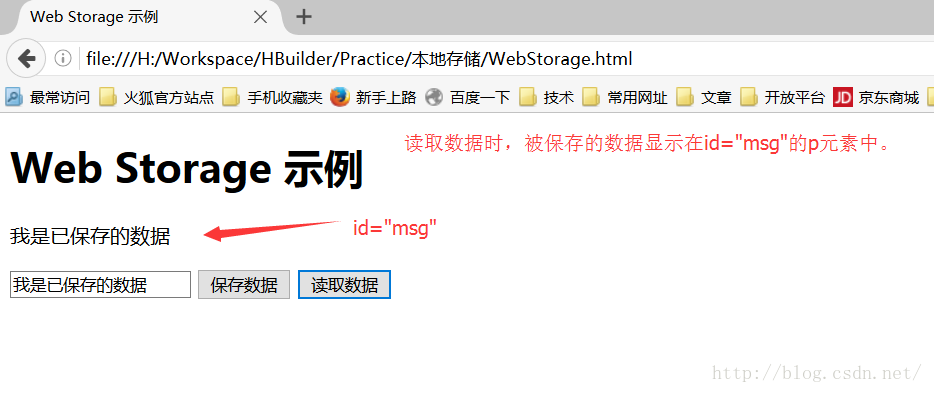 Web Storage 示例
file:///H:/Workspace/HBuilder/Practice/本地存储/WebStorage.html
最常访问 火狐官方站点 手机收藏夹 新手上路 百度一下 技术 常用网址 文章 开放平台 JD 京东商城
读取数据时，被保存的数据显示在id="msg"的p元素中。
Web Storage 示例
我是已保存的数据 id="msg"
我是已保存的数据 保存数据 读取数据
http://blog.csdn.net/